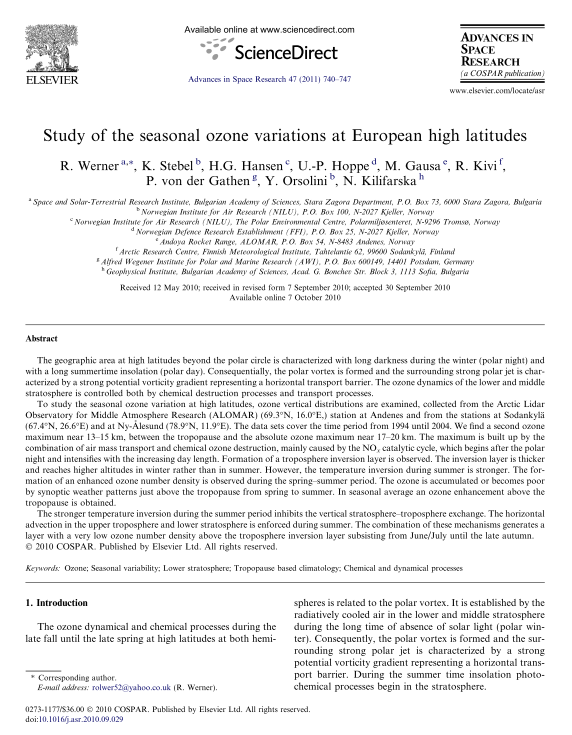 Available online at www.sciencedirect.com
ScienceDirect
ELSEVIER
Advances in Space Research 47 (2011) 740–747
ADVANCES IN
SPACE
RESEARCH
(a COSPAR publication)
www.elsevier.com/locate/asr
Study of the seasonal ozone variations at European high latitudes
R. Werner a,*, K. Stebel b, H.G. Hansen c, U.-P. Hoppe d, M. Gausa e, R. Kivi f,
P. von der Gathen g, Y. Orsolini b, N. Kilifarska h
a Space and Solar-Terrestrial Research Institute, Bulgarian Academy of Sciences, Stara Zagora Department, P.O. Box 73, 6000 Stara Zagora, Bulgaria
b Norwegian Institute for Air Research (NILU), P.O. Box 100, N-2027 Kjeller, Norway
c Norwegian Institute for Air Research (NILU), The Polar Environmental Centre, Polarmiljøsenteret, N-9296 Tromsø, Norway
d Norwegian Defence Research Establishment (FFI), P.O. Box 25, N-2027 Kjeller, Norway
e Andoya Rocket Range, ALOMAR, P.O. Box 54, N-8483 Andenes, Norway
f Arctic Research Centre, Finnish Meteorological Institute, Tahtelantie 62, 99600 Sodankylä, Finland
g Alfred Wegener Institute for Polar and Marine Research (AWI), P.O. Box 600149, 14401 Potsdam, Germany
h Geophysical Institute, Bulgarian Academy of Sciences, Acad. G. Bonchev Str. Block 3, 1113 Sofia, Bulgaria
Received 12 May 2010; received in revised form 7 September 2010; accepted 30 September 2010
Available online 7 October 2010
Abstract
The geographic area at high latitudes beyond the polar circle is characterized with long darkness during the winter (polar night) and
with a long summertime insolation (polar day). Consequentially, the polar vortex is formed and the surrounding strong polar jet is char-
acterized by a strong potential vorticity gradient representing a horizontal transport barrier. The ozone dynamics of the lower and middle
stratosphere is controlled both by chemical destruction processes and transport processes.
To study the seasonal ozone variation at high latitudes, ozone vertical distributions are examined, collected from the Arctic Lidar
Observatory for Middle Atmosphere Research (ALOMAR) (69.3°N, 16.0°E,) station at Andenes and from the stations at Sodankylä
(67.4°N, 26.6°E) and at Ny-Ålesund (78.9°N, 11.9°E). The data sets cover the time period from 1994 until 2004. We find a second ozone
maximum near 13–15 km, between the tropopause and the absolute ozone maximum near 17–20 km. The maximum is built up by the
combination of air mass transport and chemical ozone destruction, mainly caused by the NOx catalytic cycle, which begins after the polar
night and intensifies with the increasing day length. Formation of a troposphere inversion layer is observed. The inversion layer is thicker
and reaches higher altitudes in winter rather than in summer. However, the temperature inversion during summer is stronger. The for-
mation of an enhanced ozone number density is observed during the spring–summer period. The ozone is accumulated or becomes poor
by synoptic weather patterns just above the tropopause from spring to summer. In seasonal average an ozone enhancement above the
tropopause is obtained.
The stronger temperature inversion during the summer period inhibits the vertical stratosphere–troposphere exchange. The horizontal
advection in the upper troposphere and lower stratosphere is enforced during summer. The combination of these mechanisms generates a
layer with a very low ozone number density above the troposphere inversion layer subsisting from June/July until the late autumn.
© 2010 COSPAR. Published by Elsevier Ltd. All rights reserved.
Keywords: Ozone; Seasonal variability; Lower stratosphere; Tropopause based climatology; Chemical and dynamical processes
1. Introduction
The ozone dynamical and chemical processes during the
late fall until the late spring at high latitudes at both hemi-
spheres is related to the polar vortex. It is established by the
radiatively cooled air in the lower and middle stratosphere
during the long time of absence of solar light (polar win-
ter). Consequently, the polar vortex is formed and the sur-
rounding strong polar jet is characterized by a strong
potential vorticity gradient representing a horizontal trans-
port barrier. During the summer time insolation photo-
chemical processes begin in the stratosphere.
* Corresponding author.
E-mail address: rolwer52@yahoo.co.uk (R. Werner).
0273-1177/$36.00 © 2010 COSPAR. Published by Elsevier Ltd. All rights reserved.
doi:10.1016/j.asr.2010.09.029